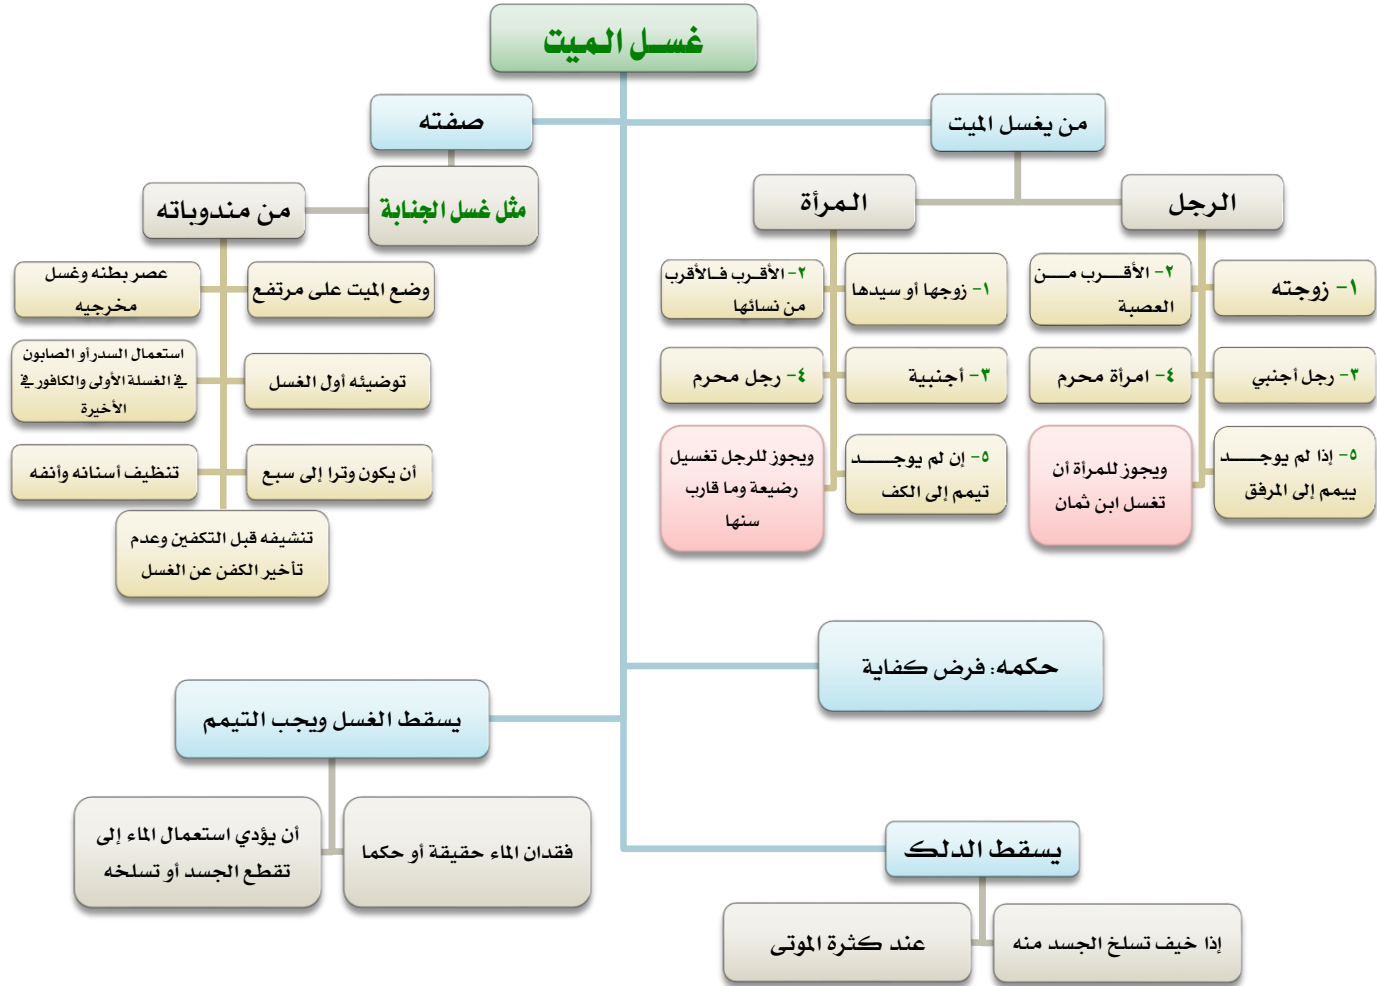 غسل الميت
من يغسل الميت
الرجل
١- زوجته
٢- الأقرب من
العصبة
٣- رجل أجنبي
٤- امرأة محرم
٥- إذا لم يوجد
ييمم إلى المرفق
ويجوز للمرأة أن
تغسل ابن ثمان
المرأة
١- زوجها أو سيدها
٢- الأقرب فالأقرب
من نسائها
٣- أجنبية
٤- رجل محرم
٥- إن لم يوجد
تيمم إلى الكف
ويجوز للرجل تغسيل
رضيعة وما قارب
سنها
صفته
مثل غسل الجنابة
من مندوباته
وضع الميت على مرتفع
عصر بطنه وغسل
مخرجيه
توضيئه أول الغسل
استعمال السدر أو الصابون
في الغسلة الأولى والكافور في
الأخيرة
أن يكون وترا إلى سبع
تنظيف أسنانه وأنفه
تنشيفه قبل التكفين وعدم
تأخير الكفن عن الغسل
حكمه: فرض كفاية
يسقط الغسل ويجب التيمم
فقدان الماء حقيقة أو حكما
أن يؤدي استعمال الماء إلى
تقطع الجسد أو تسلخه
يسقط الدلك
إذا خيف تسلخ الجسد منه
عند كثرة الموتى